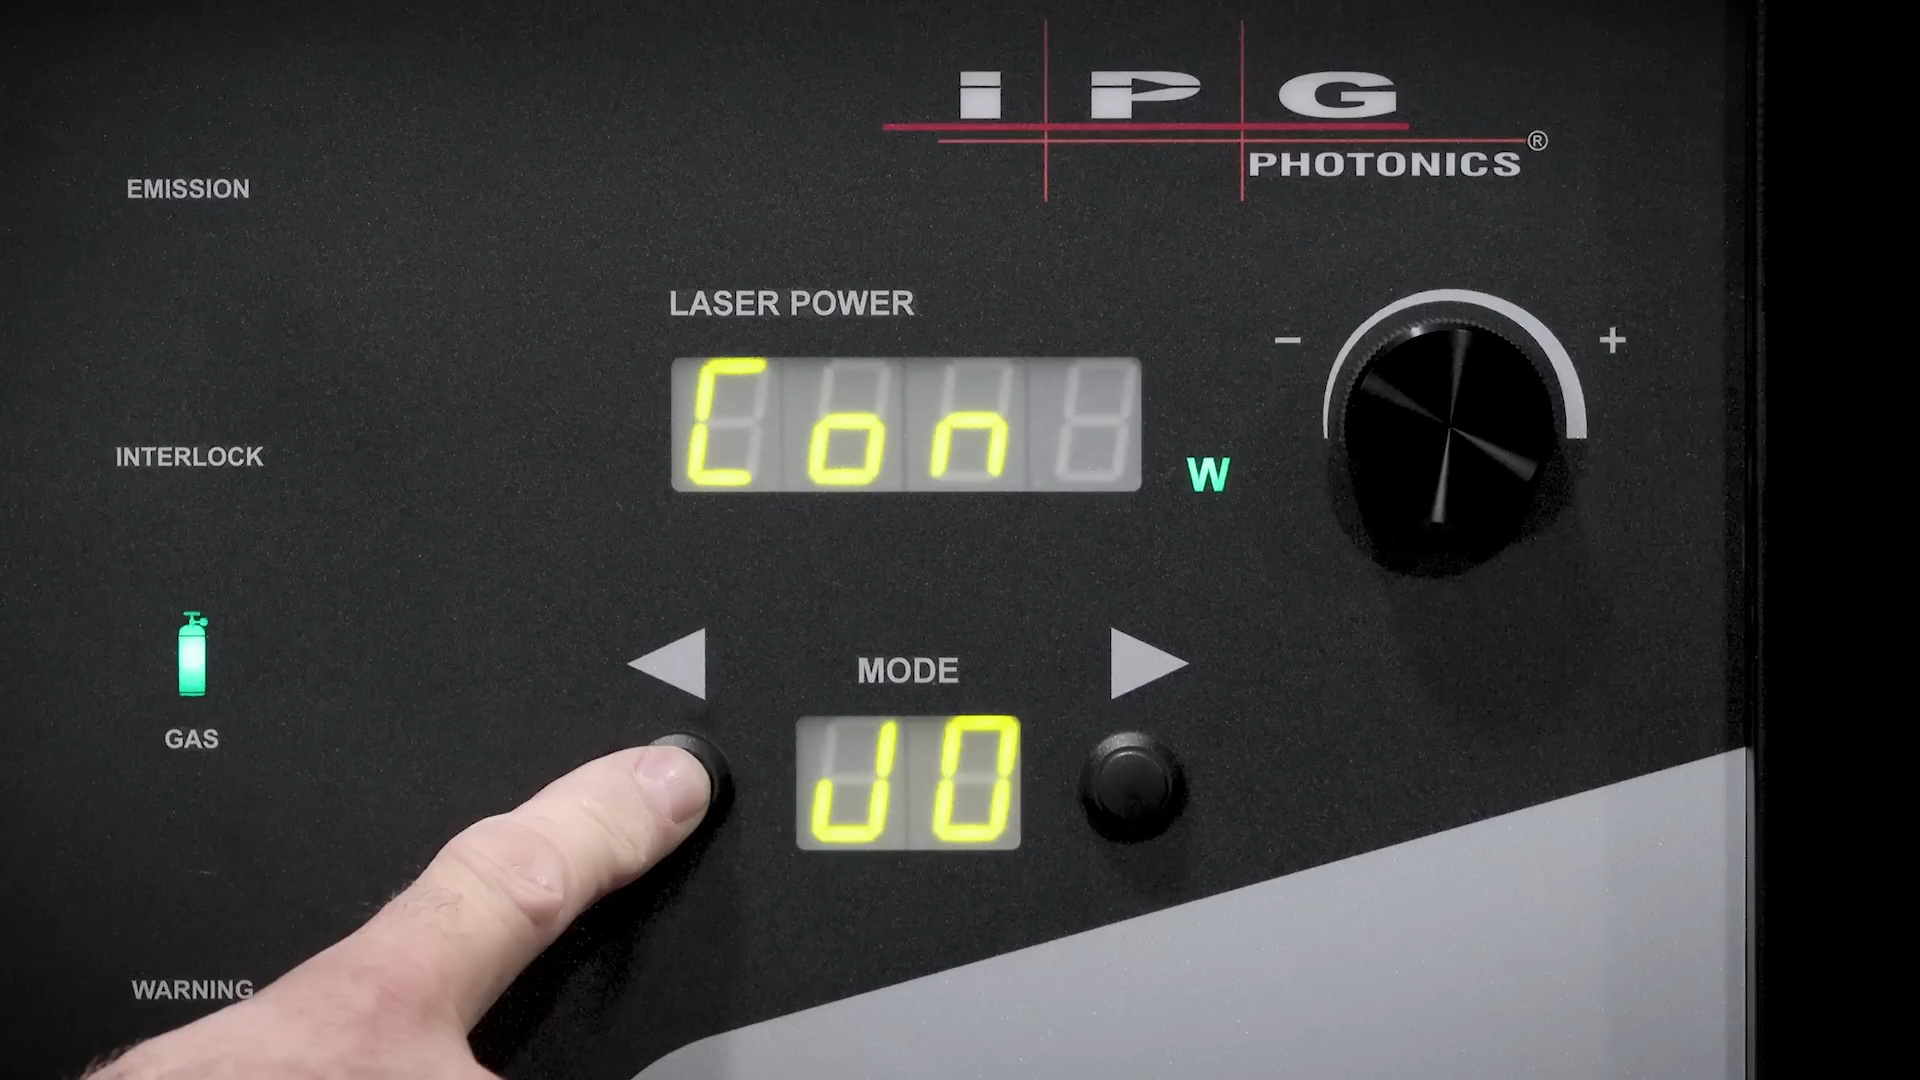 IPG
PHOTONICS®
EMISSION
LASER POWER
− +
Con
W
INTERLOCK
MODE
GAS
J0
WARNING